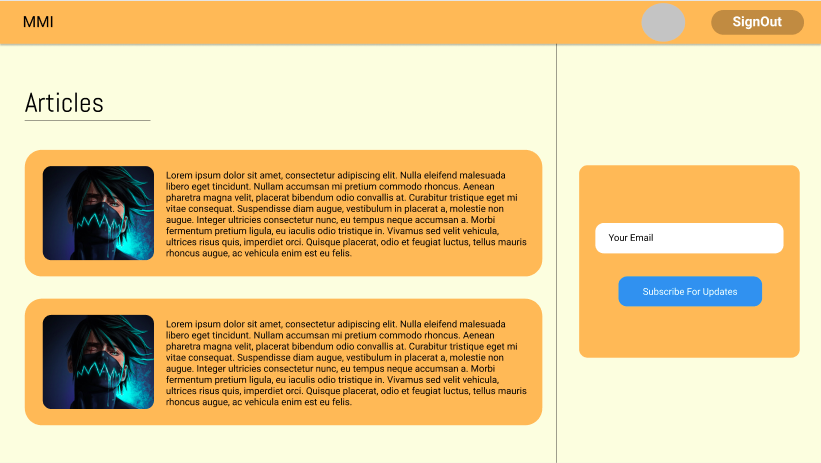 MMI
SignOut
Articles
Lorem ipsum dolor sit amet, consectetur adipiscing elit. Nulla eleifend malesuada
libero eget tincidunt. Nullam accumsan mi pretium commodo rhoncus. Aenean
pharetra magna velit, placerat bibendum odio convallis at. Curabitur tristique eget mi
vitae consequat. Suspendisse diam augue, vestibulum in placerat a, molestie non
augue. Integer ultricies consectetur nunc, eu tempus neque accumsan a. Morbi
fermentum pretium ligula, eu iaculis odio tristique in. Vivamus sed velit vehicula,
ultrices risus quis, imperdiet orci. Quisque placerat, odio et feugiat luctus, tellus mauris
rhoncus augue, ac vehicula enim est eu felis.
Lorem ipsum dolor sit amet, consectetur adipiscing elit. Nulla eleifend malesuada
libero eget tincidunt. Nullam accumsan mi pretium commodo rhoncus. Aenean
pharetra magna velit, placerat bibendum odio convallis at. Curabitur tristique eget mi
vitae consequat. Suspendisse diam augue, vestibulum in placerat a, molestie non
augue. Integer ultricies consectetur nunc, eu tempus neque accumsan a. Morbi
fermentum pretium ligula, eu iaculis odio tristique in. Vivamus sed velit vehicula,
ultrices risus quis, imperdiet orci. Quisque placerat, odio et feugiat luctus, tellus mauris
rhoncus augue, ac vehicula enim est eu felis.
Your Email
Subscribe For Updates